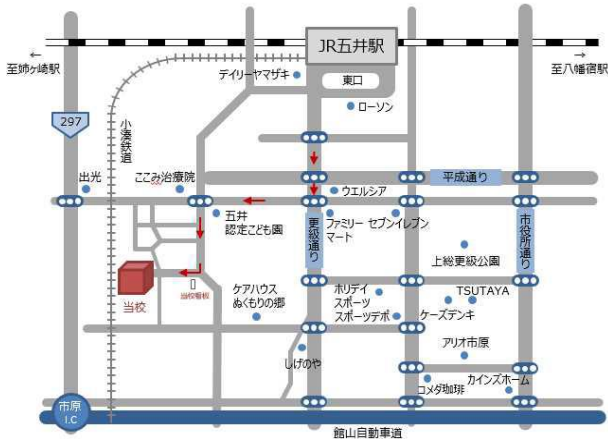 JR五井駅
←
至姉ヶ崎駅
→
至八幡宿駅
デイリーヤマザキ
東口
ローソン
297
小湊鉄道
出光
ここみ治療院
ウエルシア
平成通り
五井
認定こども園
更級通り
ファミリー
マート
セブンイレブン
市役所通り
上総更級公園
当校
当校看板
ケアハウス
ぬくもりの郷
ホリデイ
スポーツ
スポーツデポ
TSUTAYA
ケーズデンキ
しげのや
アリオ市原
コメダ珈琲
カインズホーム
市原
I.C
館山自動車道